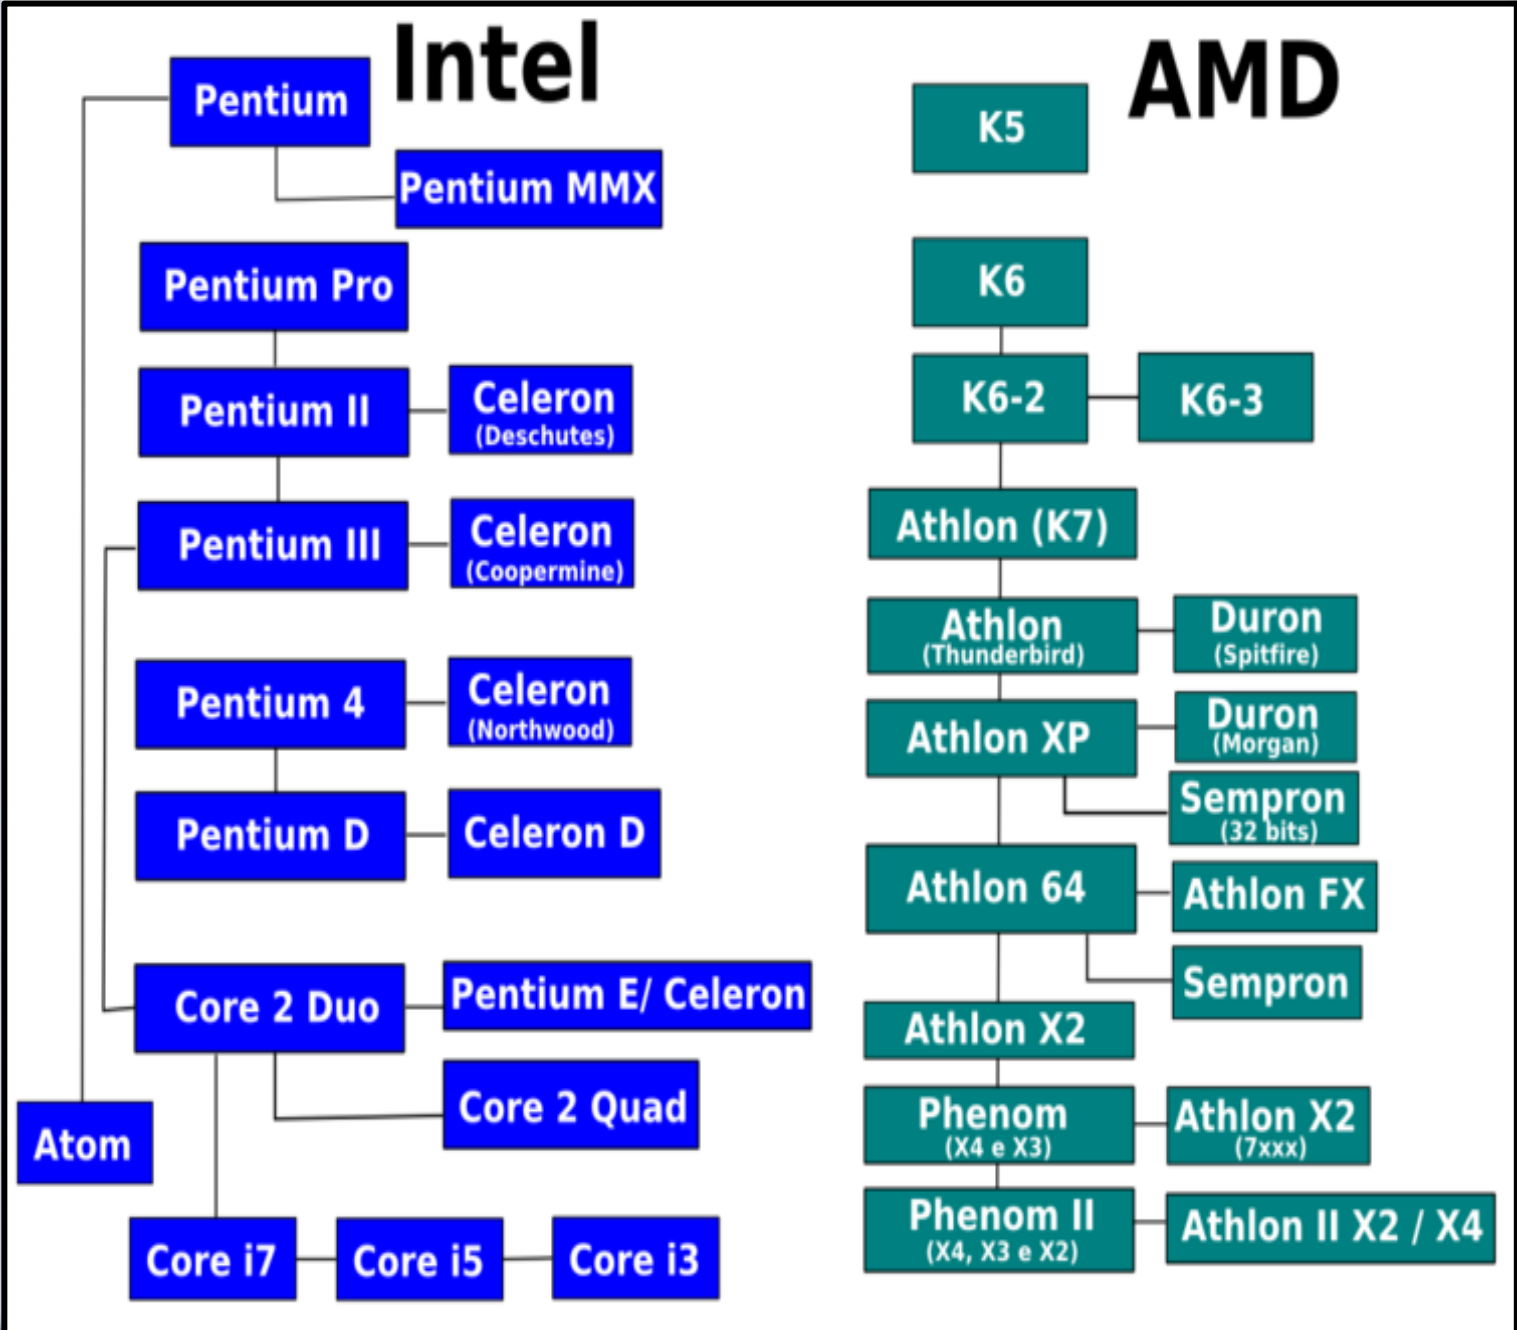 Intel
Pentium
Pentium MMX
Pentium Pro
Pentium II
Celeron
(Deschutes)
Pentium III
Celeron
(Coopermine)
Pentium 4
Celeron
(Northwood)
Pentium D
Celeron D
Core 2 Duo
Pentium E/ Celeron
Core 2 Quad
Atom
Core i7
Core i5
Core i3
AMD
K5
K6
K6-2
K6-3
Athlon (K7)
Athlon
(Thunderbird)
Duron
(Spitfire)
Athlon XP
Duron
(Morgan)
Sempron
(32 bits)
Athlon 64
Athlon FX
Sempron
Athlon X2
Phenom
(X4 e X3)
Athlon X2
(7xxx)
Phenom II
(X4, X3 e X2)
Athlon II X2 / X4